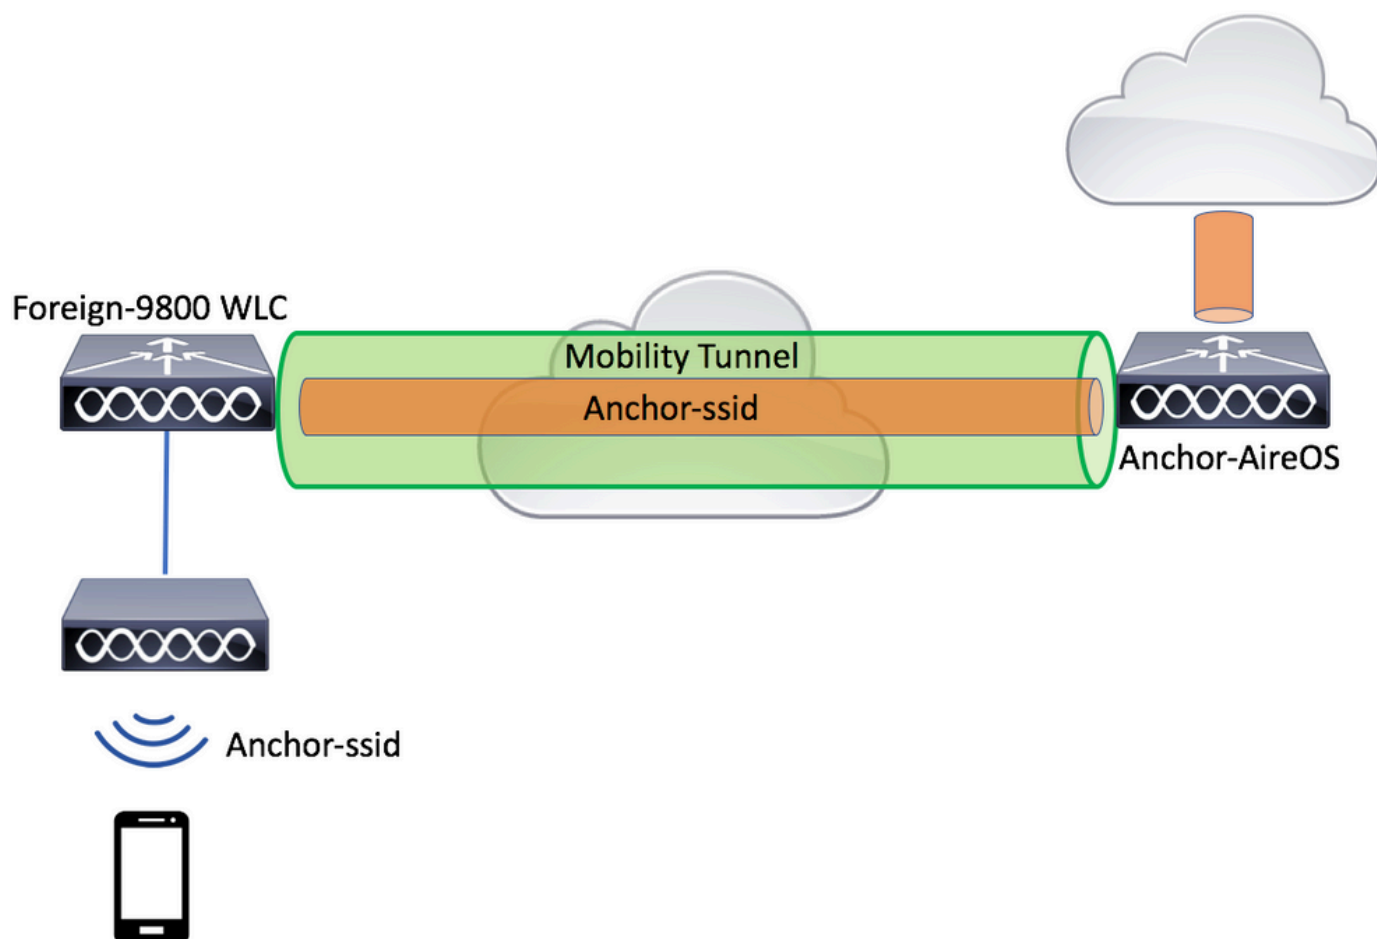 Foreign-9800 WLC
Mobility Tunnel
Anchor-ssid
Anchor-AireOS
Anchor-ssid